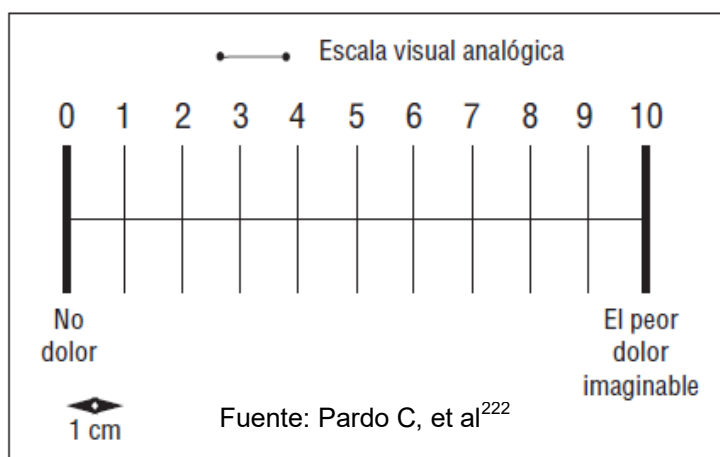 Escala visual analógica
0 1 2 3 4 5 6 7 8 9 10
No
dolor
El peor
dolor
imaginable
1 cm
Fuente: Pardo C, et al222